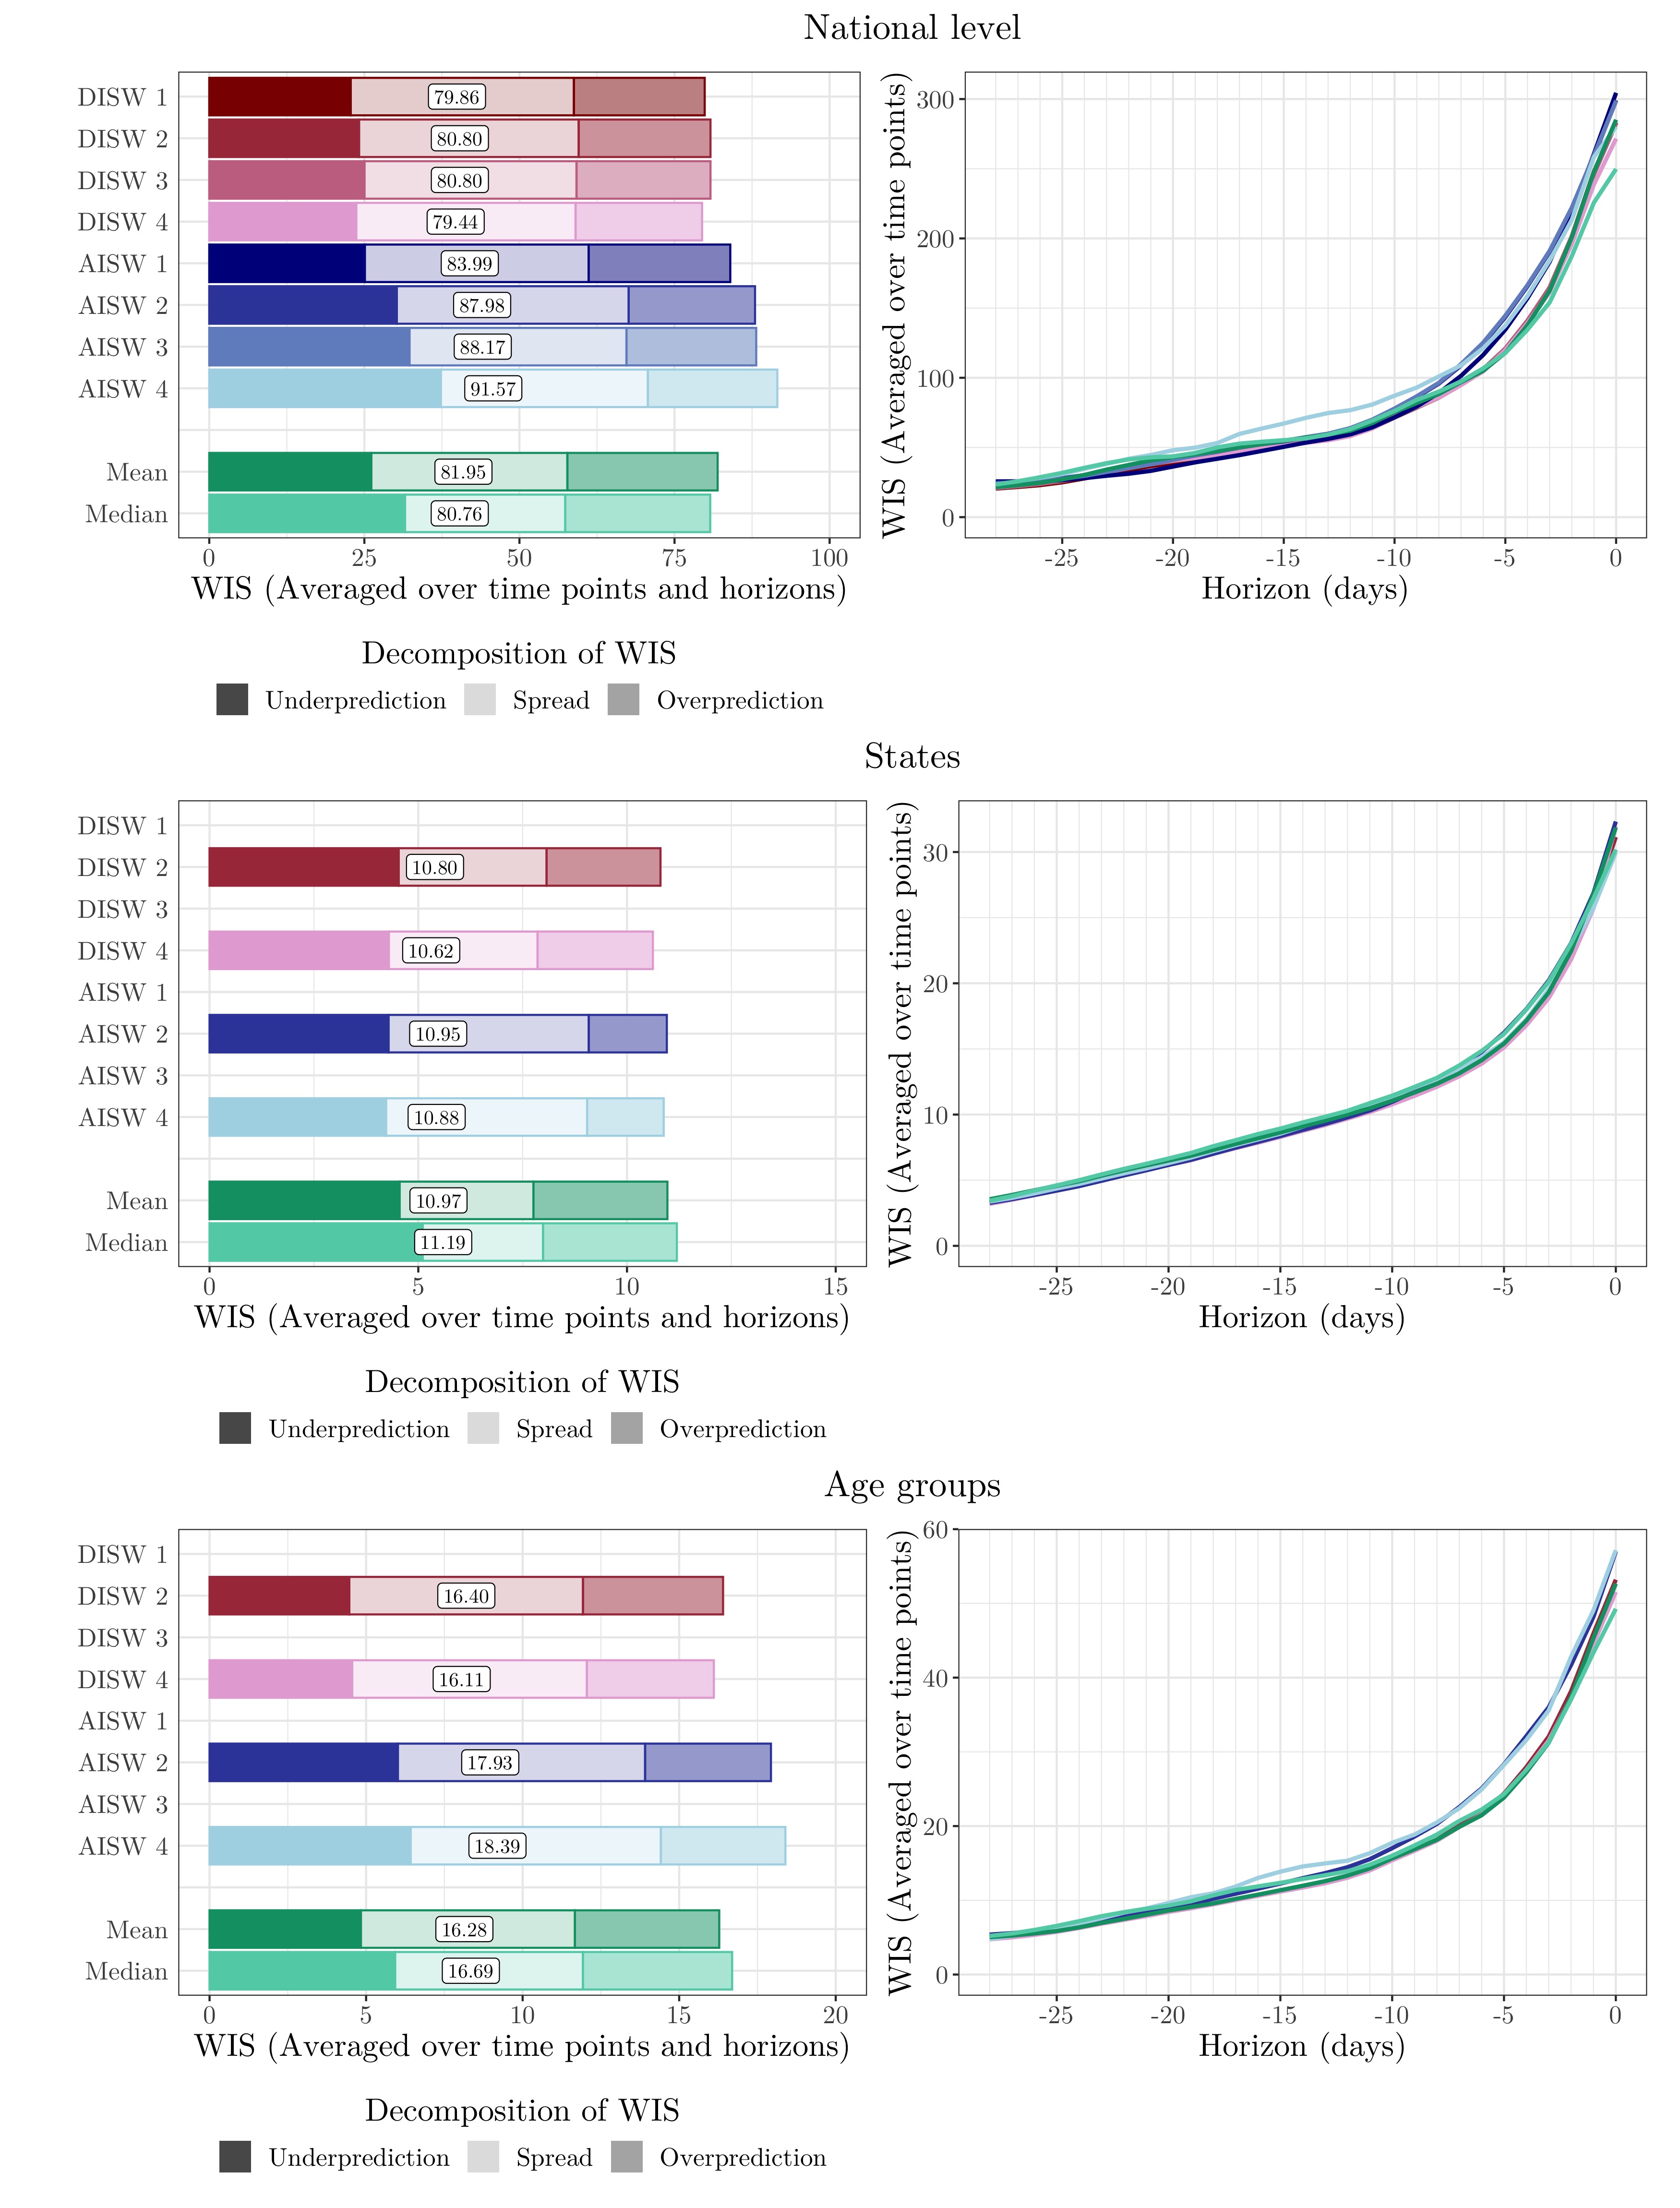 National level
DISW 1
79.86
DISW 2
80.80
DISW 3
80.80
DISW 4
79.44
AISW 1
83.99
AISW 2
87.98
AISW 3
88.17
AISW 4
91.57
Mean
81.95
Median
80.76
0 25 50 75 100
WIS (Averaged over time points and horizons)
WIS (Averaged over time points)
300
200
100
0
-25 -20 -15 -10 -5 0
Horizon (days)
Decomposition of WIS
Underprediction Spread Overprediction
States
DISW 1
DISW 2
10.80
DISW 3
DISW 4
10.62
AISW 1
AISW 2
10.95
AISW 3
AISW 4
10.88
Mean
10.97
Median
11.19
0 5 10 15
WIS (Averaged over time points and horizons)
WIS (Averaged over time points)
30
20
10
0
-25 -20 -15 -10 -5 0
Horizon (days)
Decomposition of WIS
Underprediction Spread Overprediction
Age groups
DISW 1
DISW 2
16.40
DISW 3
DISW 4
16.11
AISW 1
AISW 2
17.93
AISW 3
AISW 4
18.39
Mean
16.28
Median
16.69
0 5 10 15 20
WIS (Averaged over time points and horizons)
WIS (Averaged over time points)
60
40
20
0
-25 -20 -15 -10 -5 0
Horizon (days)
Decomposition of WIS
Underprediction Spread Overprediction